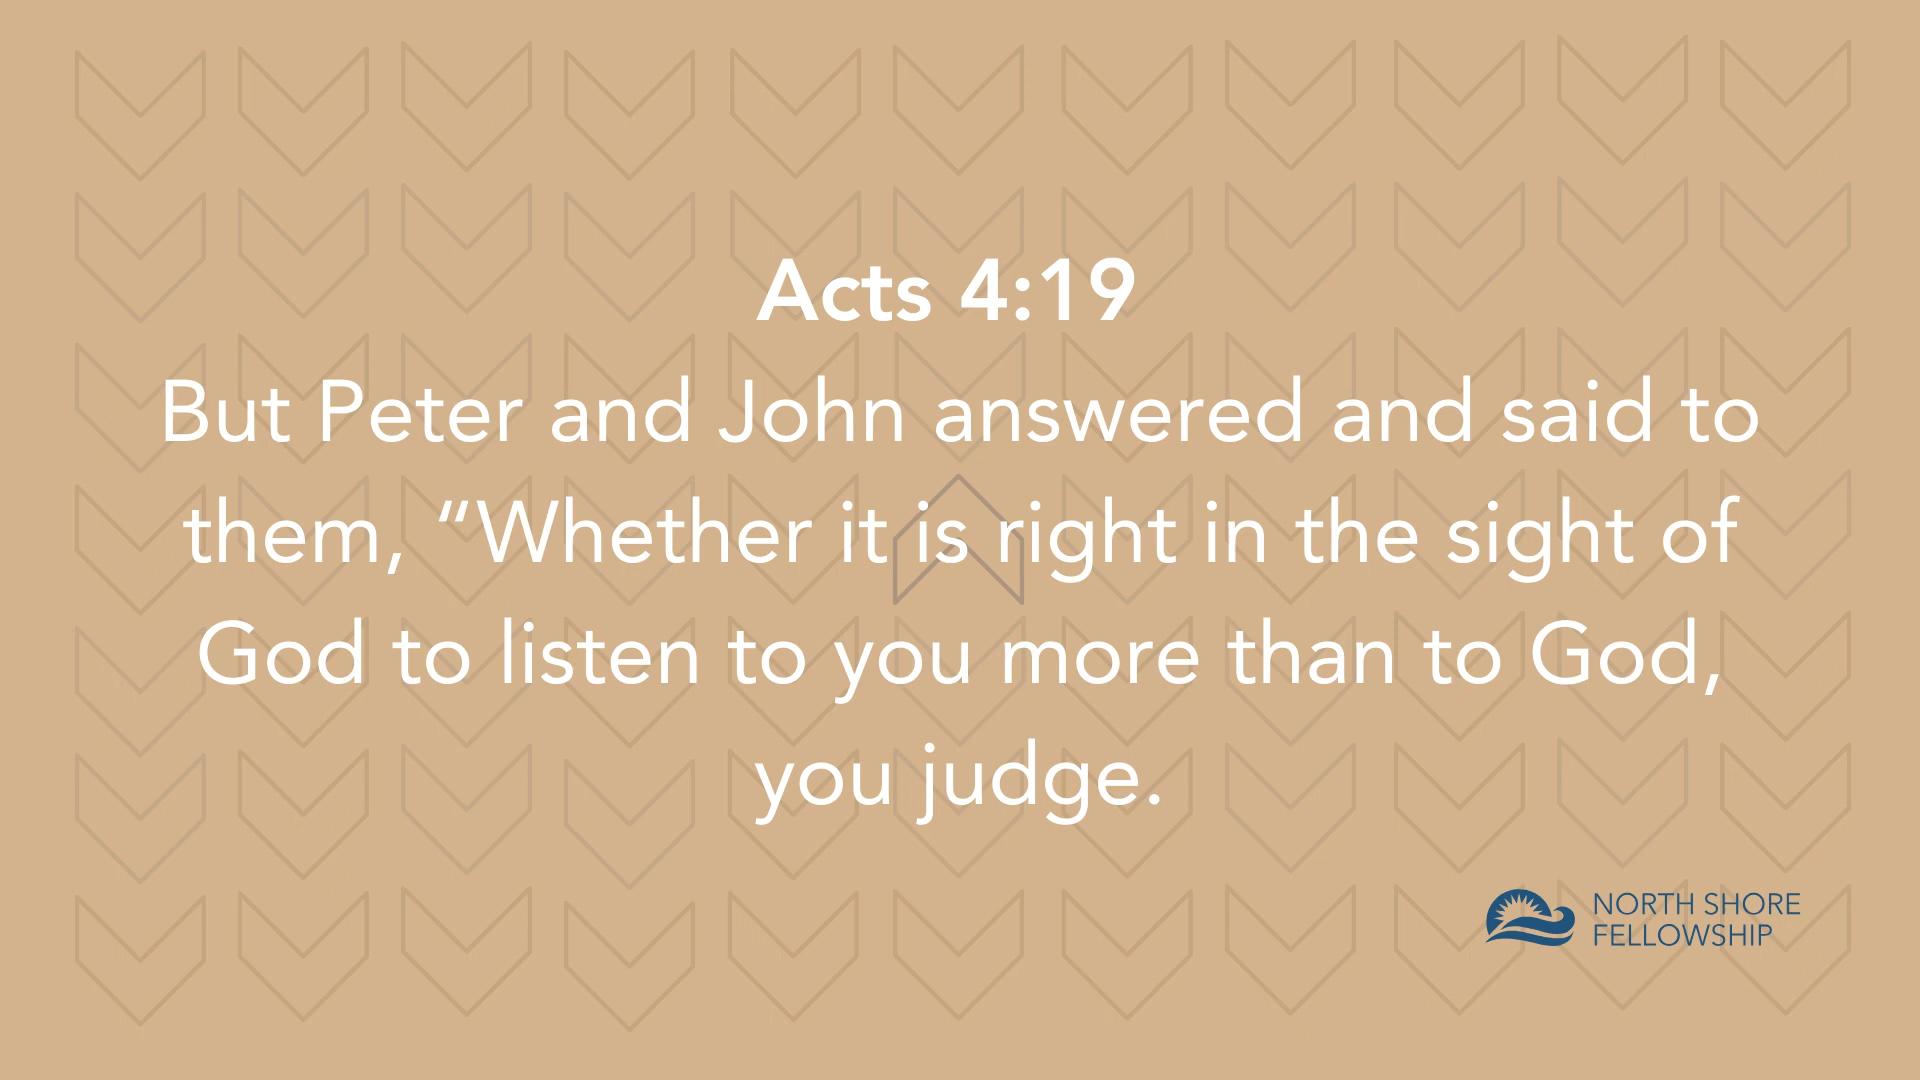 Acts 4:19
But Peter and John answered and said to
them, “Whether it is right in the sight of
God to listen to you more than to God,
you judge.
NORTH SHORE
FELLOWSHIP